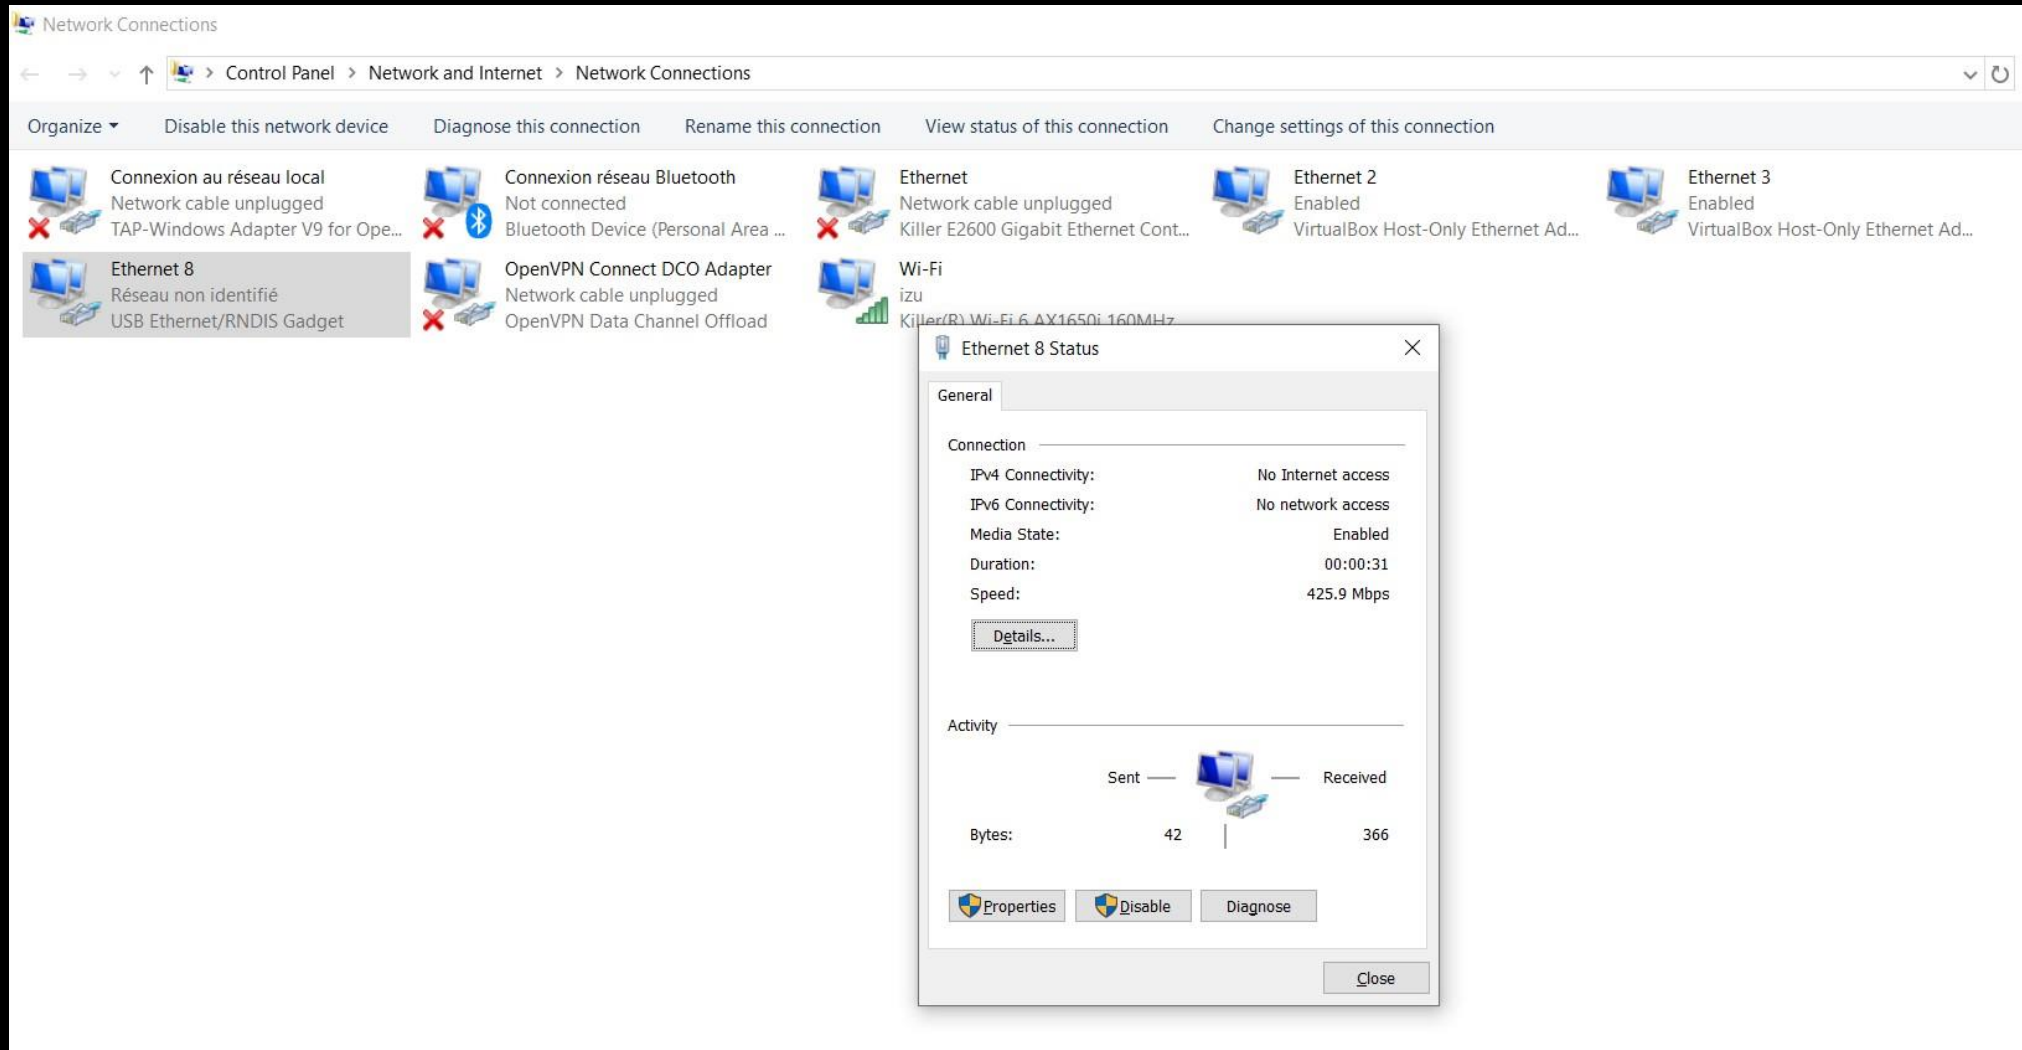 Network Connections
Control Panel > Network and Internet > Network Connections
Organize Disable this network device Diagnose this connection Rename this connection View status of this connection Change settings of this connection
Connexion au réseau local
Network cable unplugged
TAP-Windows Adapter V9 for Ope...
Connexion réseau Bluetooth
Not connected
Bluetooth Device (Personal Area ...
Ethernet
Network cable unplugged
Killer E2600 Gigabit Ethernet Cont...
Ethernet 2
Enabled
VirtualBox Host-Only Ethernet Ad...
Ethernet 3
Enabled
VirtualBox Host-Only Ethernet Ad...
Ethernet 8
Réseau non identifié
USB Ethernet/RNDIS Gadget
OpenVPN Connect DCO Adapter
Network cable unplugged
OpenVPN Data Channel Offload
Wi-Fi
izu
Killer(R) Wi-Fi 6 AX1650i 160MHz
Ethernet 8 Status
General
Connection
IPv4 Connectivity: No Internet access
IPv6 Connectivity: No network access
Media State: Enabled
Duration: 00:00:31
Speed: 425.9 Mbps
Details...
Activity
Sent Received
Bytes: 42 366
Properties Disable Diagnose
Close